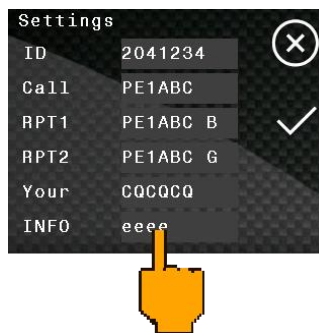 Settings
ID 2041234
Call PE1ABC
RPT1 PE1ABC B
RPT2 PE1ABC G
Your CQCQCQ
INFO eeee